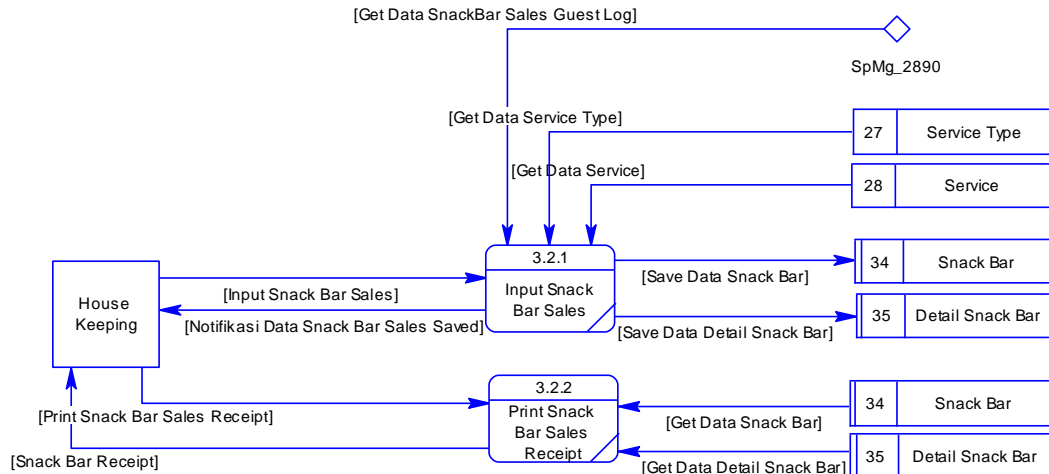 [Get Data SnackBar Sales Guest Log]
SpMg_2890
[Get Data Service Type]
27 Service Type
[Get Data Service]
28 Service
3.2.1
Input Snack
Bar Sales
34 Snack Bar
[Save Data Snack Bar]
House
Keeping
[Input Snack Bar Sales]
[Notifikasi Data Snack Bar Sales Saved]
35 Detail Snack Bar
[Save Data Detail Snack Bar]
3.2.2
Print Snack
Bar Sales
Receipt
34 Snack Bar
[Print Snack Bar Sales Receipt]
[Get Data Snack Bar]
35 Detail Snack Bar
[Snack Bar Receipt]
[Get Data Detail Snack Bar]